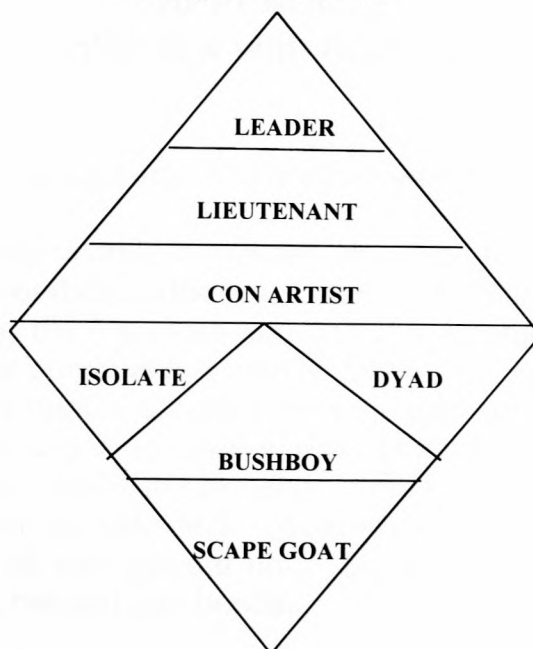 LEADER
LIEUTENANT
CON ARTIST
ISOLATE DYAD
BUSHBOY
SCAPE GOAT